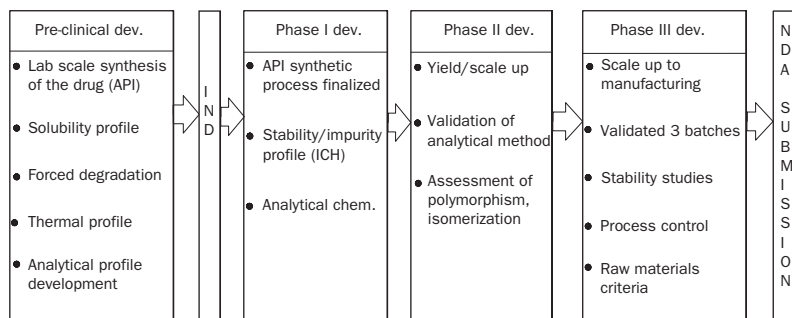 Pre-clinical dev.
● Lab scale synthesis
of the drug (API)
● Solubility profile
● Forced degradation
● Thermal profile
● Analytical profile
development
I
N
D
Phase I dev.
● API synthetic
process finalized
● Stability/impurity
profile (ICH)
● Analytical chem.
Phase II dev.
● Yield/scale up
● Validation of
analytical method
● Assessment of
polymorphism,
isomerization
Phase III dev.
● Scale up to
manufacturing
● Validated 3 batches
● Stability studies
● Process control
● Raw materials
criteria
N
D
A
S
U
B
M
I
S
S
I
O
N